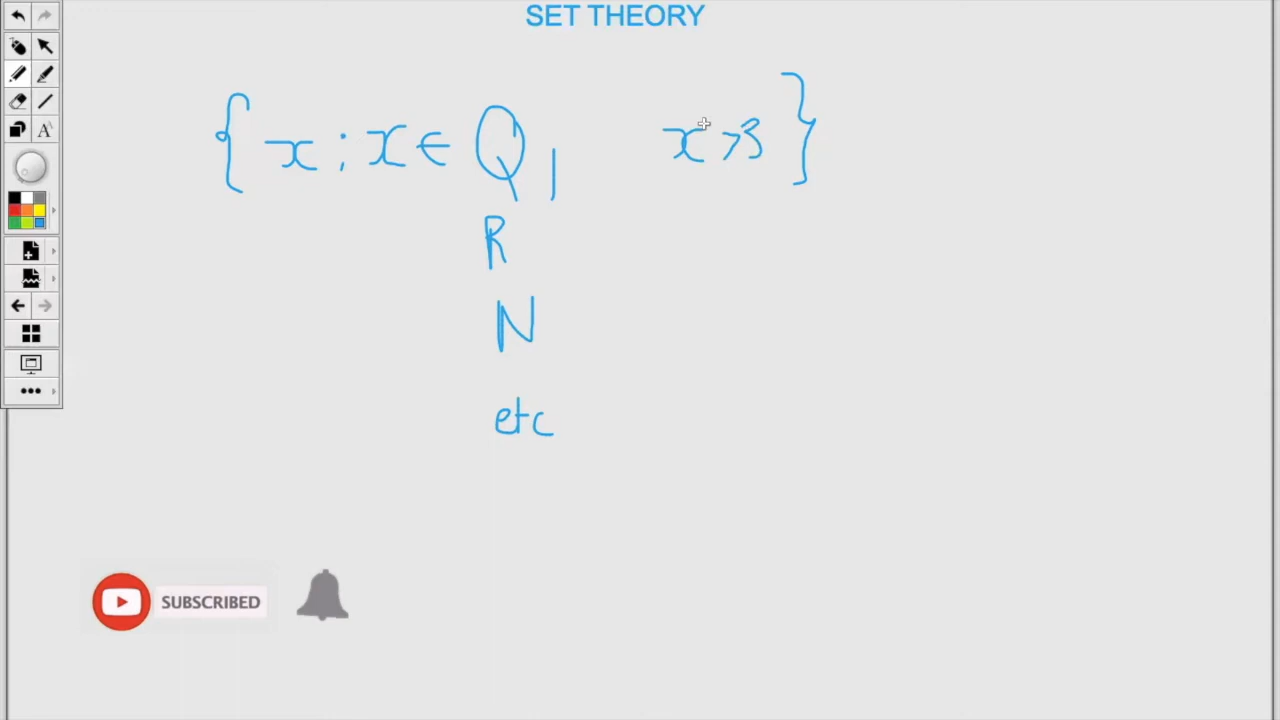 SET THEORY
{ x ; x ∈ Q , x > 3 }
R
N
etc
A
SUBSCRIBED